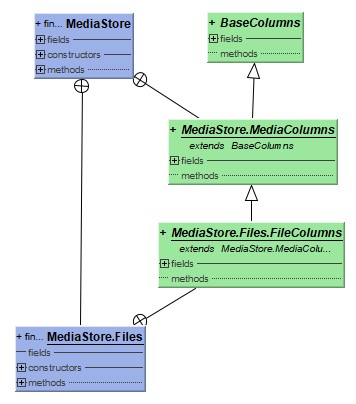 + fin... MediaStore
fields
constructors
methods
+ BaseColumns
fields
methods
+ MediaStore.MediaColumns
extends BaseColumns
fields
methods
+ MediaStore.Files.FileColumns
extends MediaStore.MediaColu...
fields
methods
+ fin... MediaStore.Files
fields
constructors
methods